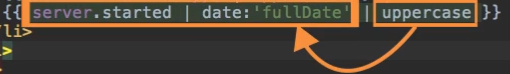 {{ server.started | date:'fullDate' | uppercase }}
/li>
>